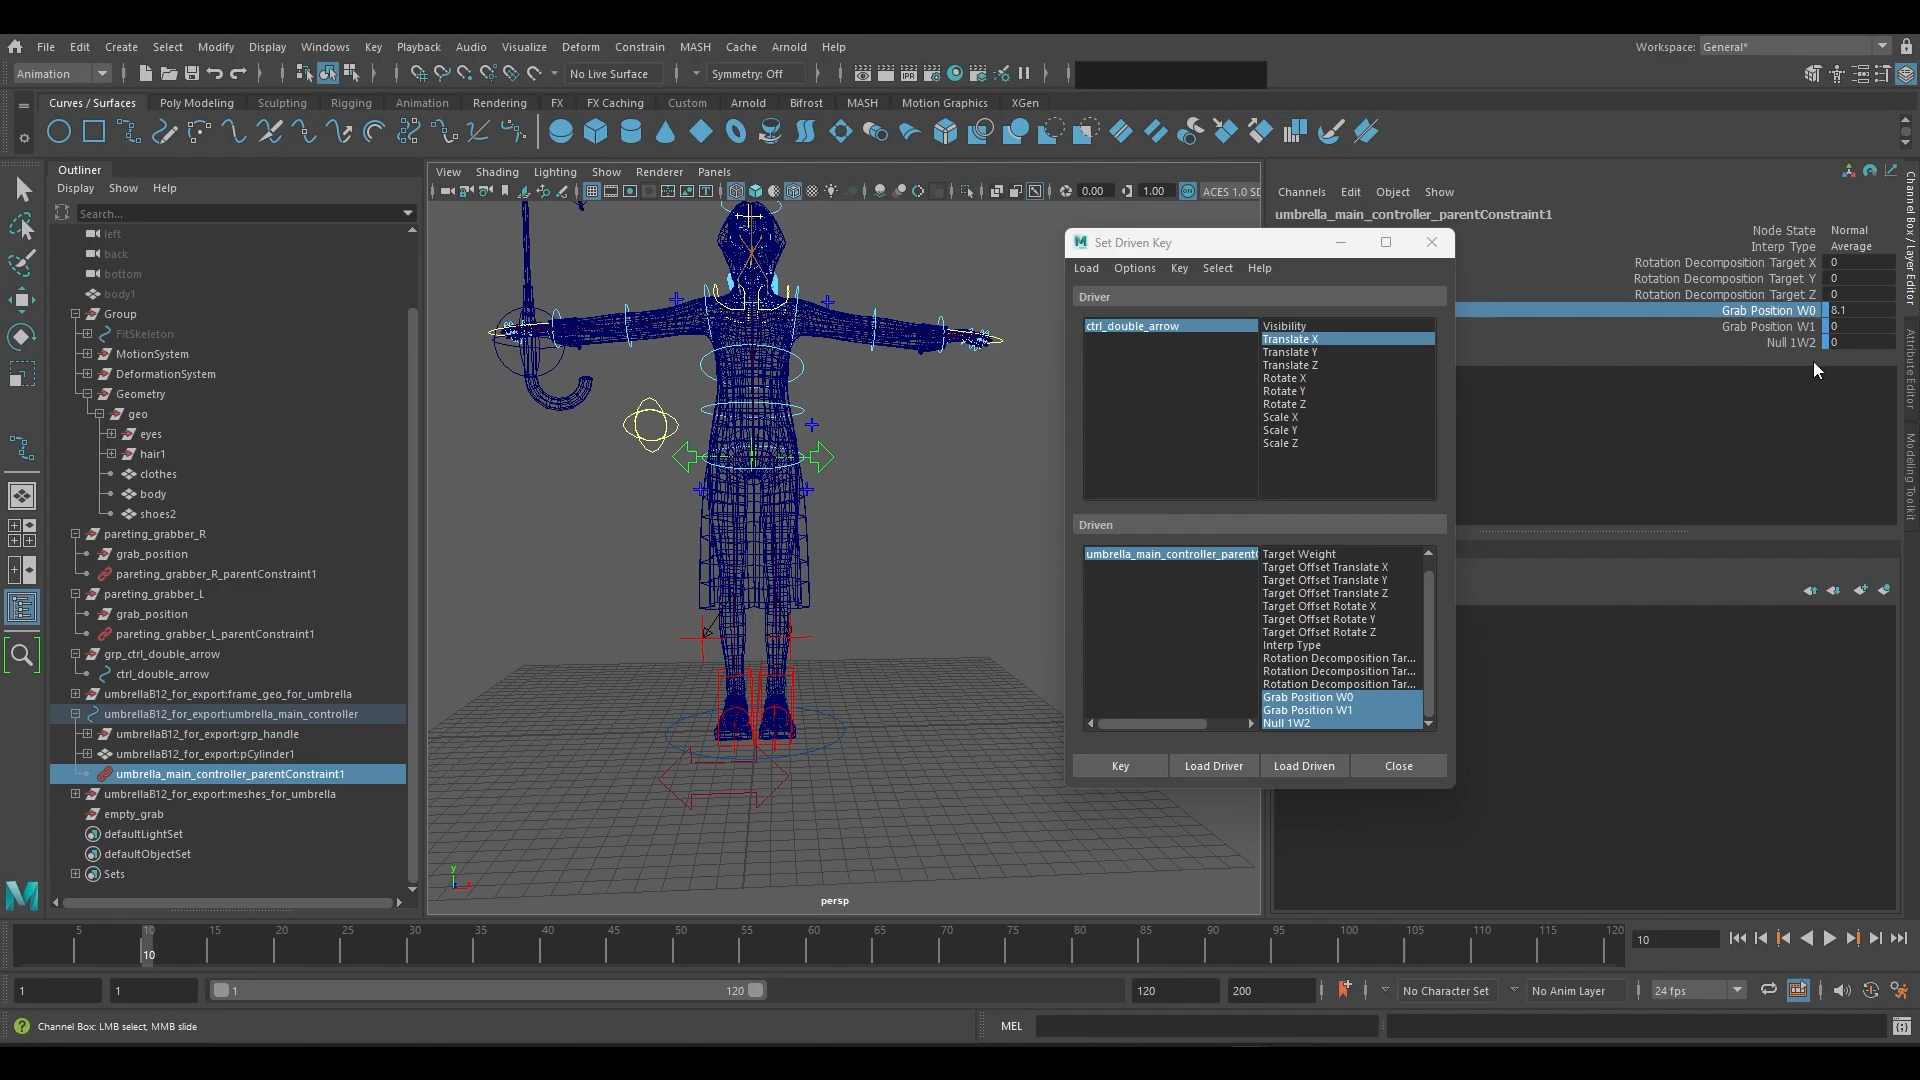 File Edit Create Select Modify Display Windows Key Playback Audio Visualize Deform Constrain MASH Cache Arnold Help
Workspace: General*
Animation No Live Surface Symmetry: Off
Curves / Surfaces Poly Modeling Sculpting Rigging Animation Rendering FX FX Caching Custom Arnold Bifrost MASH Motion Graphics XGen
Outliner
Display Show Help
Search...
left
back
bottom
body1
Group
FitSkeleton
MotionSystem
DeformationSystem
Geometry
geo
eyes
hair1
clothes
body
shoes2
pareting_grabber_R
grab_position
pareting_grabber_R_parentConstraint1
pareting_grabber_L
grab_position
pareting_grabber_L_parentConstraint1
grp_ctrl_double_arrow
ctrl_double_arrow
umbrellaB12_for_export:frame_geo_for_umbrella
umbrellaB12_for_export:umbrella_main_controller
umbrellaB12_for_export:grp_handle
umbrellaB12_for_export:pCylinder1
umbrella_main_controller_parentConstraint1
umbrellaB12_for_export:meshes_for_umbrella
empty_grab
defaultLightSet
defaultObjectSet
Sets
View Shading Lighting Show Renderer Panels
0.00 1.00 ACES 1.0 SD
persp
y
Set Driven Key
Load Options Key Select Help
Driver
ctrl_double_arrow
Visibility
Translate X
Translate Y
Translate Z
Rotate X
Rotate Y
Rotate Z
Scale X
Scale Y
Scale Z
Driven
umbrella_main_controller_parentC
Target Weight
Target Offset Translate X
Target Offset Translate Y
Target Offset Translate Z
Target Offset Rotate X
Target Offset Rotate Y
Target Offset Rotate Z
Interp Type
Rotation Decomposition Tar...
Rotation Decomposition Tar...
Rotation Decomposition Tar...
Grab Position W0
Grab Position W1
Null 1W2
Key Load Driver Load Driven Close
Channels Edit Object Show
umbrella_main_controller_parentConstraint1
Node State Normal
Interp Type Average
Rotation Decomposition Target X 0
Rotation Decomposition Target Y 0
Rotation Decomposition Target Z 0
Grab Position W0 8.1
Grab Position W1 0
Null 1W2 0
Channel Box / Layer Editor
Attribute Editor
Modeling Toolkit
5 10 15 20 25 30 35 40 45 50 55 60 65 70 75 80 85 90 95 100 105 110 115 120
10
10
1 1 1 120 120 200 No Character Set No Anim Layer 24 fps
Channel Box: LMB select, MMB slide
MEL